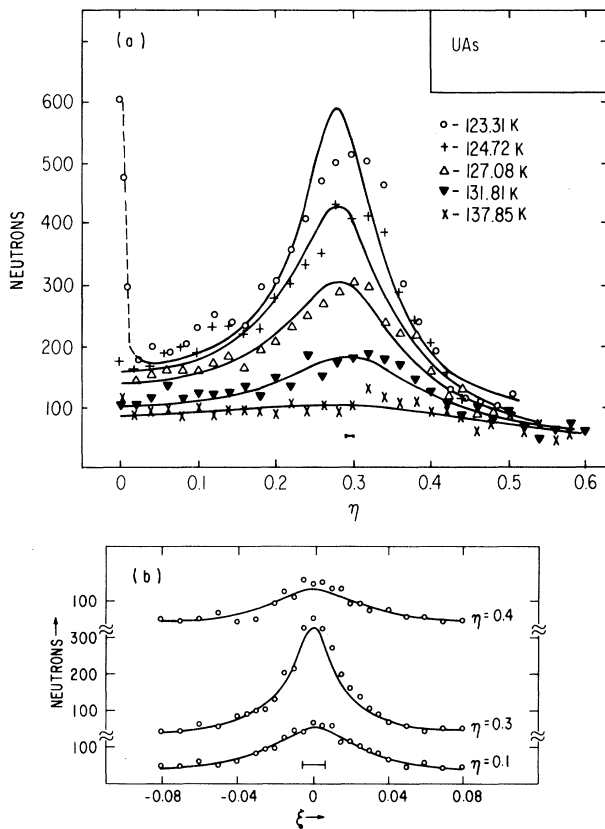 (a)
UAs
600
500
400
300
200
100
NEUTRONS
○ - 123.31 K
+ - 124.72 K
△ - 127.08 K
▼ - 131.81 K
x - 137.85 K
0 0.1 0.2 0.3 0.4 0.5 0.6
η
(b)
100
η=0.4
300
200
100
η=0.3
100
η=0.1
NEUTRONS→
-0.08 -0.04 0 0.04 0.08
ξ→